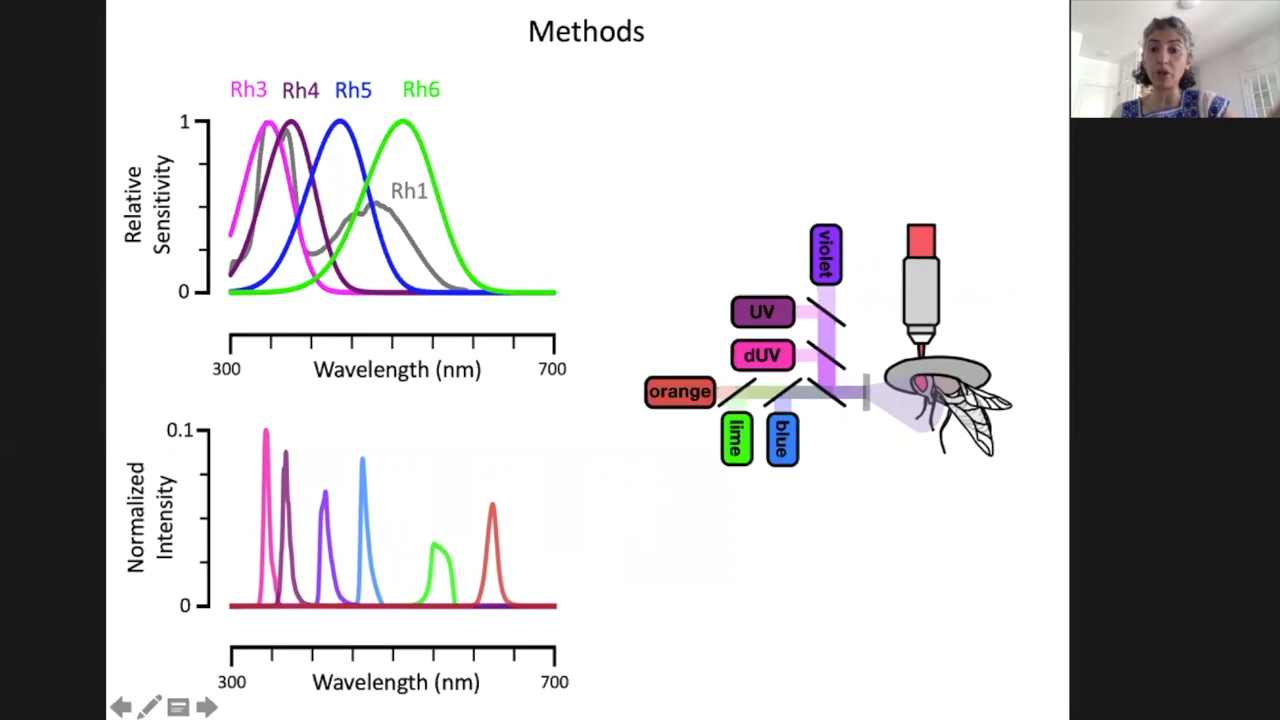 Methods
Rh3 Rh4 Rh5 Rh6
1
Relative
Sensitivity
Rh1
0
300 Wavelength (nm) 700
0.1
Normalized
Intensity
0
300 Wavelength (nm) 700
violet
UV
dUV
orange
lime
blue